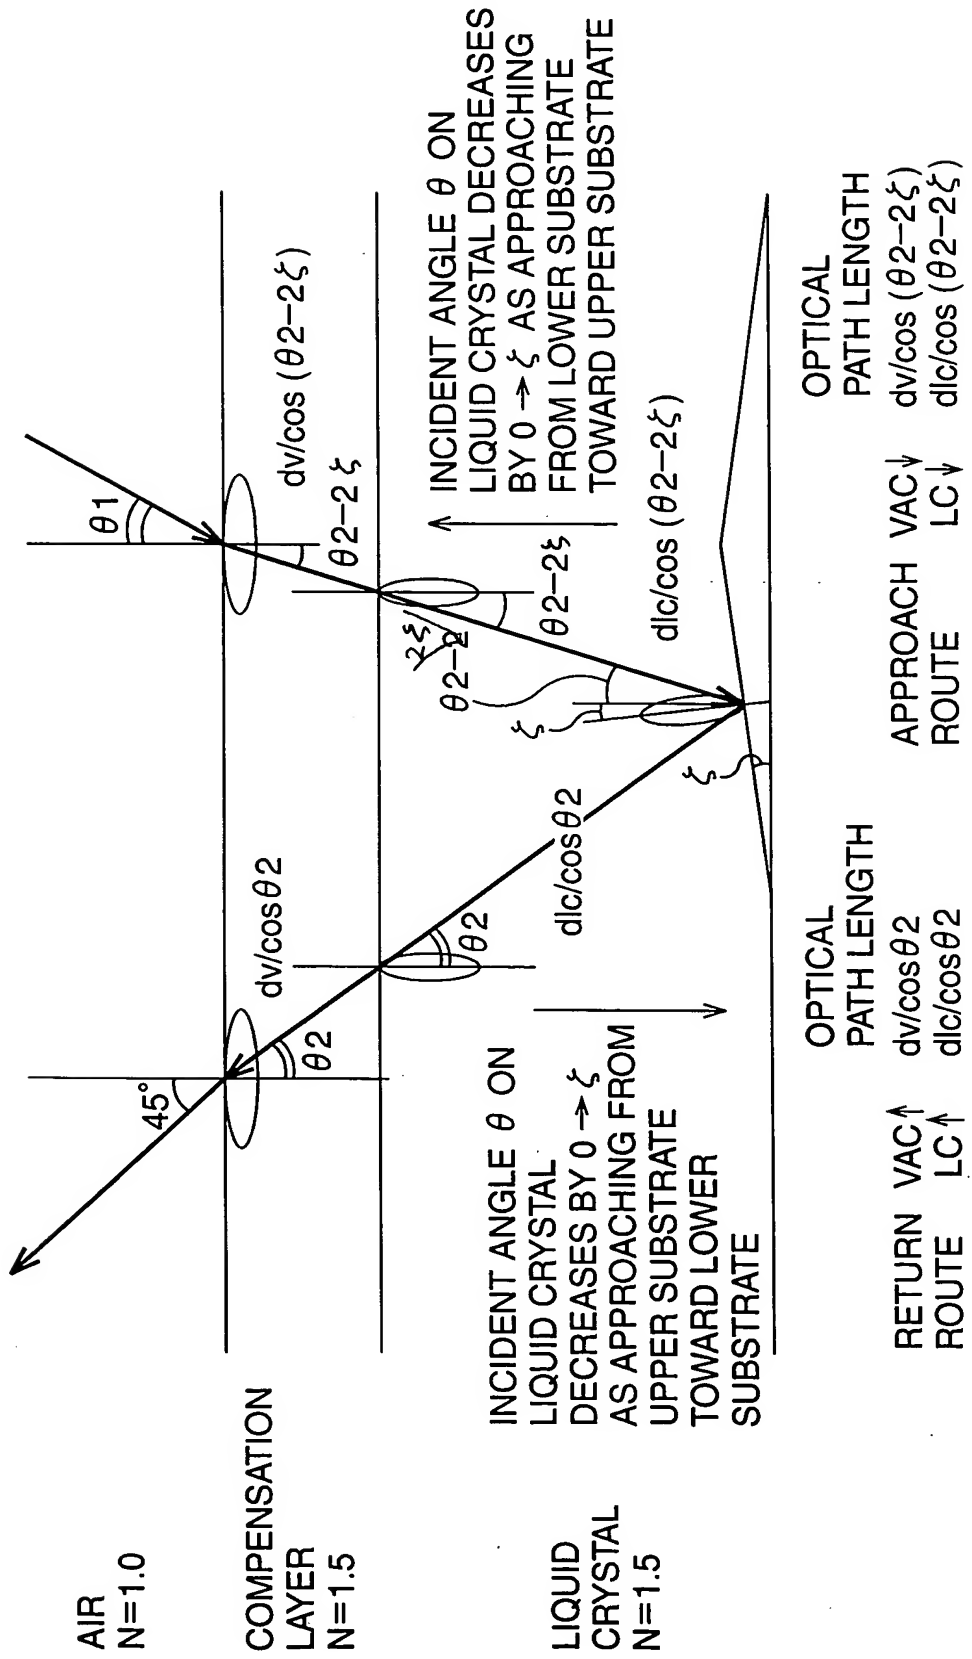 AIR
N=1.0
COMPENSATION
LAYER
N=1.5
LIQUID
CRYSTAL
N=1.5
45°
θ2
dv/cosθ2
θ2
dlc/cosθ2
θ1
dv/cos (θ2−2ζ)
θ2−2ζ
2ξ
θ2−2
θ2−2ξ
dlc/cos (θ2−2ζ)
ζ
ζ
INCIDENT ANGLE θ ON
LIQUID CRYSTAL
DECREASES BY 0→ζ
AS APPROACHING FROM
UPPER SUBSTRATE
TOWARD LOWER
SUBSTRATE
INCIDENT ANGLE θ ON
LIQUID CRYSTAL DECREASES
BY 0→ζ AS APPROACHING
FROM LOWER SUBSTRATE
TOWARD UPPER SUBSTRATE
OPTICAL
PATH LENGTH
RETURN VAC↑ dv/cosθ2
ROUTE LC↑ dlc/cosθ2
OPTICAL
PATH LENGTH
APPROACH VAC↓ dv/cos (θ2−2ζ)
ROUTE LC↓ dlc/cos (θ2−2ζ)